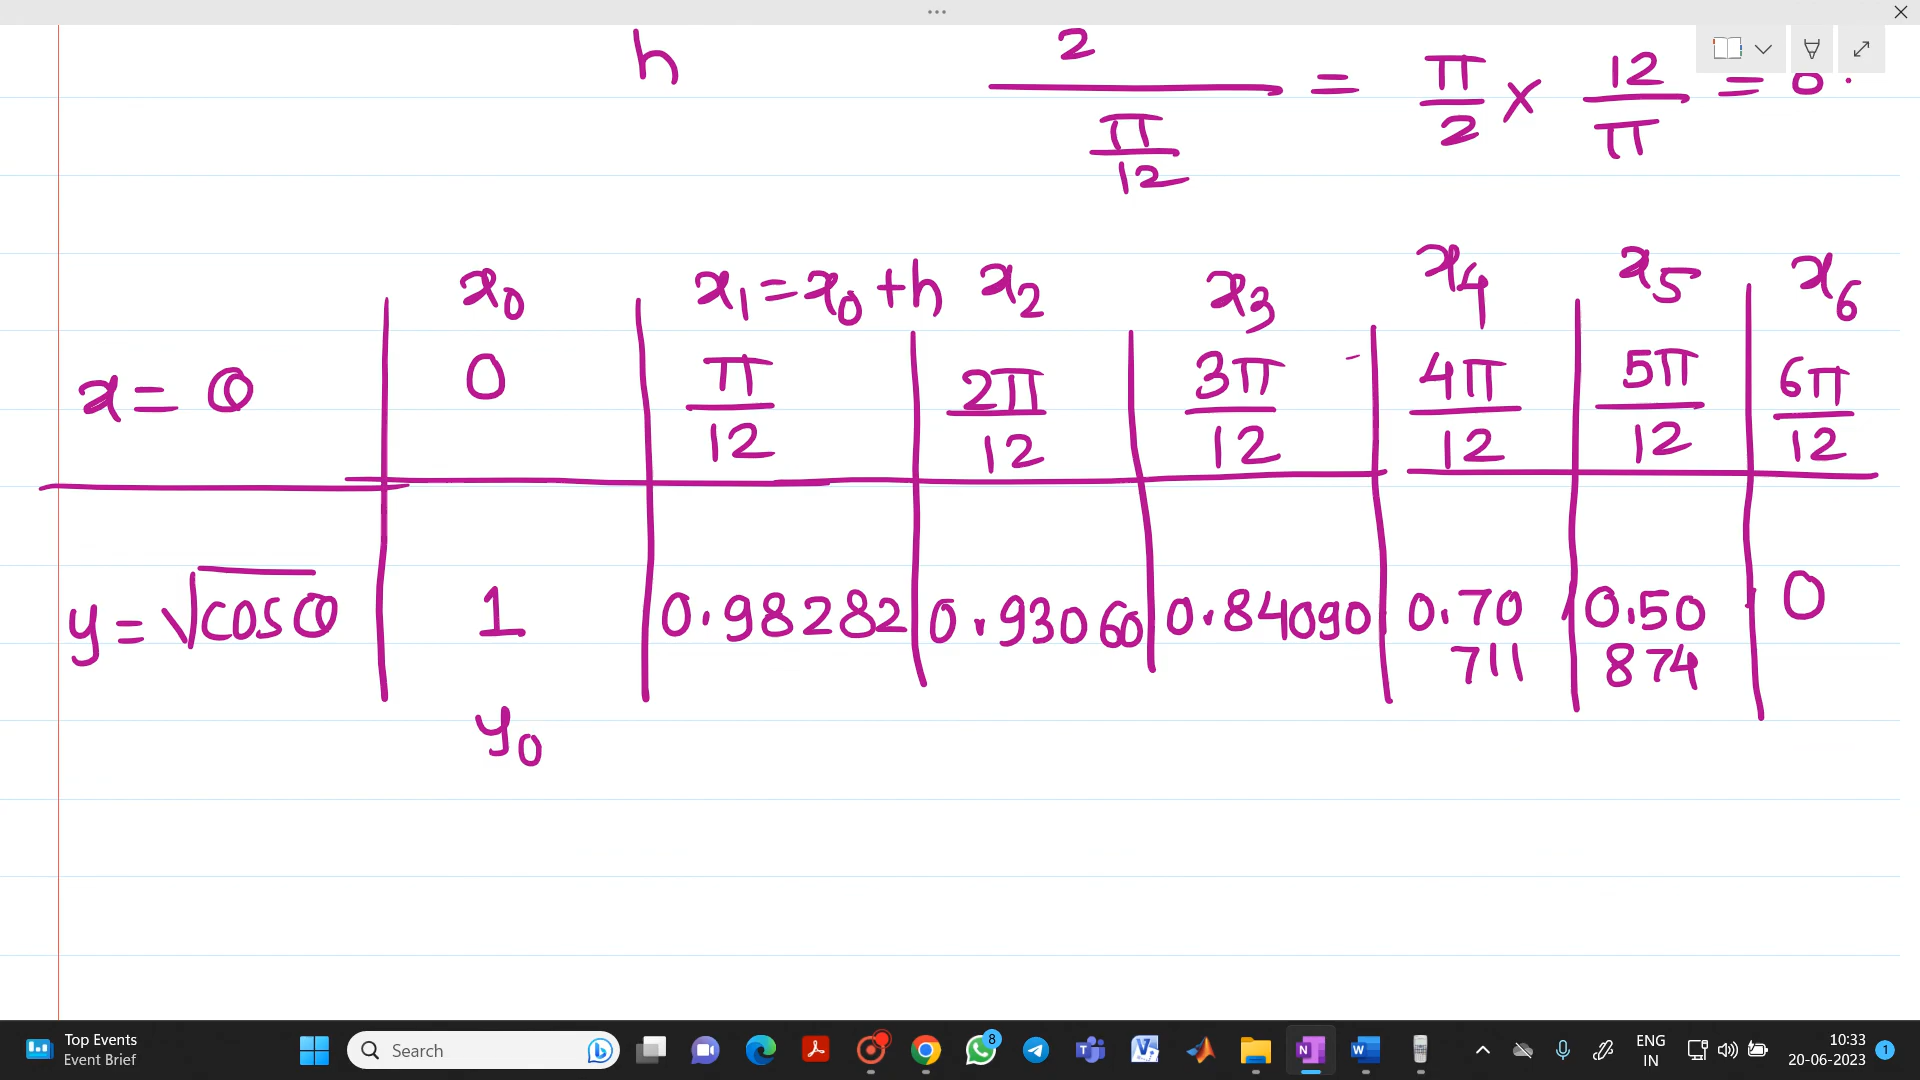 h 2 / π/12 = π/2 × 12/π = 6.
x₀ x₁ = x₀ + h x₂ x₃ x₄ x₅ x₆
x = θ 0 π/12 2π/12 3π/12 4π/12 5π/12 6π/12
y = √cosθ 1 0.98282 0.93060 0.84090 0.70711 0.50874 0
y₀
Top Events
Event Brief
Search
8
ENG
IN
10:33
20-06-2023
1